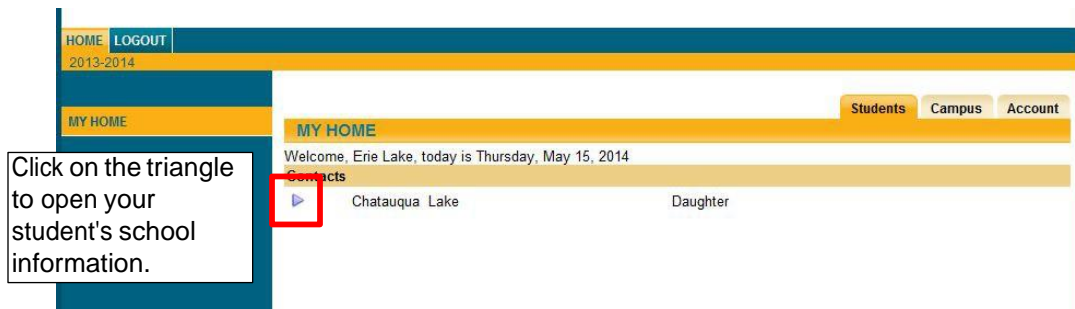 HOME LOGOUT
2013-2014
Students Campus Account
MY HOME
MY HOME
Welcome, Erie Lake, today is Thursday, May 15, 2014
Contacts
Chatauqua Lake Daughter
Click on the triangle
to open your
student's school
information.